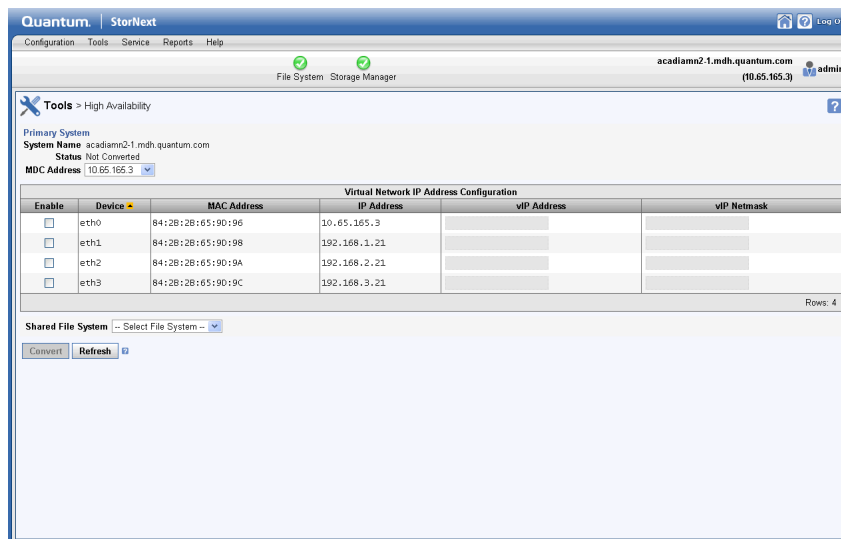 Quantum. | StorNext
Log O
Configuration Tools Service Reports Help
File System Storage Manager
acadiamn2-1.mdh.quantum.com
(10.65.165.3)
admin
Tools > High Availability
Primary System
System Name acadiamn2-1.mdh.quantum.com
Status Not Converted
MDC Address 10.65.165.3
Virtual Network IP Address Configuration
Enable Device MAC Address IP Address vIP Address vIP Netmask
eth0 84:2B:2B:65:9D:96 10.65.165.3
eth1 84:2B:2B:65:9D:98 192.168.1.21
eth2 84:2B:2B:65:9D:9A 192.168.2.21
eth3 84:2B:2B:65:9D:9C 192.168.3.21
Rows: 4
Shared File System -- Select File System --
Convert Refresh